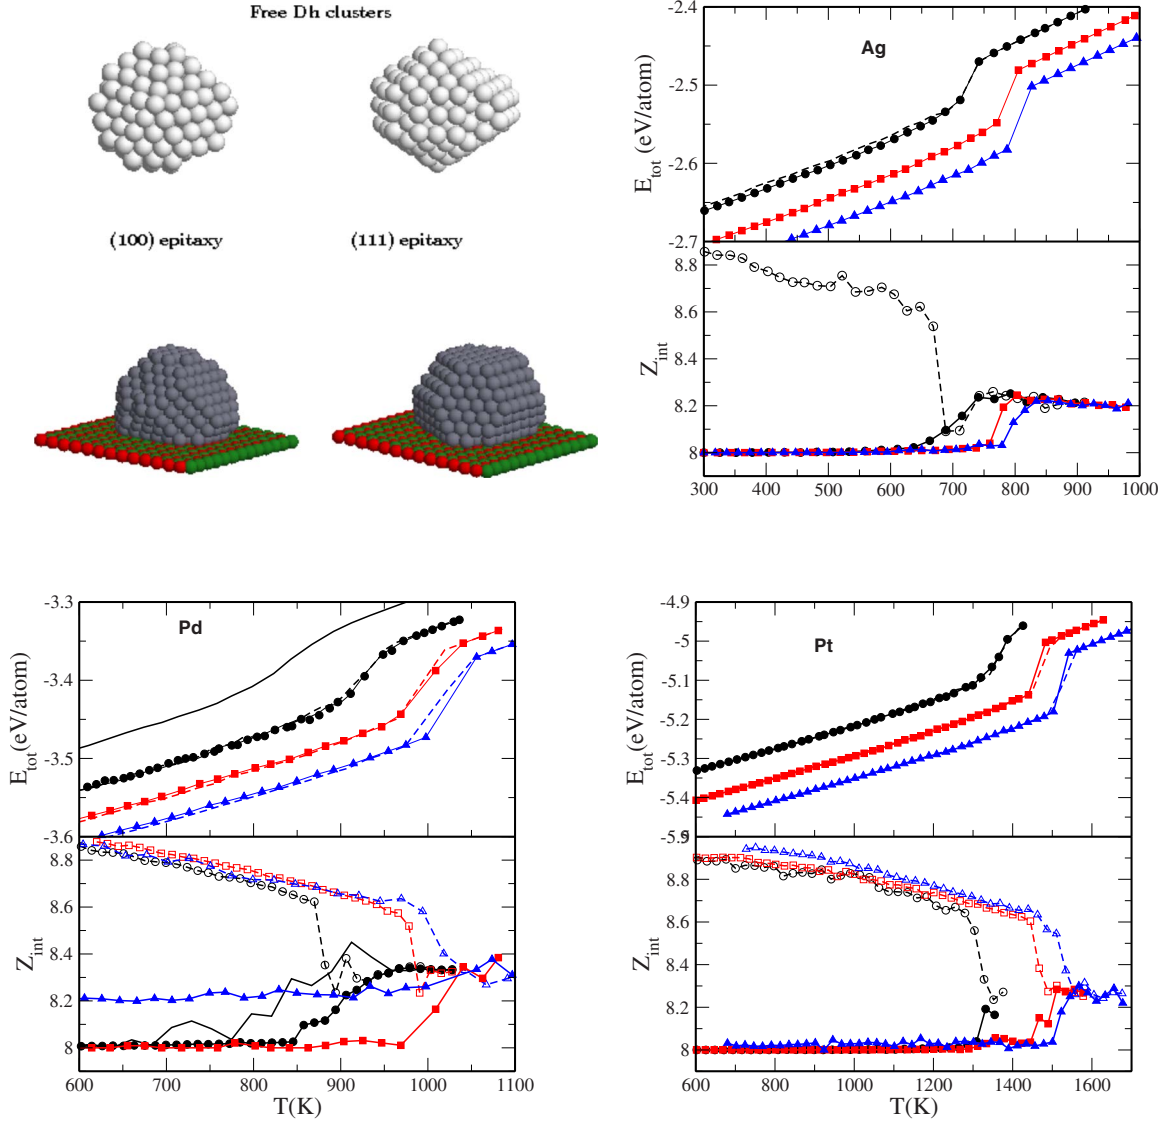 Free Dh clusters
(100) epitaxy (111) epitaxy
-2.4
Ag
-2.5
E_tot (eV/atom)
-2.6
-2.7
8.8
8.6
Z_int
8.4
8.2
8
300 400 500 600 700 800 900 1000
-3.3
Pd
-3.4
E_tot(eV/atom)
-3.5
-3.6
8.8
8.6
Z_int
8.4
8.2
8
600 700 800 900 1000 1100
T(K)
-4.9
Pt
-5
-5.1
E_tot(eV/atom)
-5.2
-5.3
-5.4
8.8
8.6
Z_int
8.4
8.2
8
600 800 1000 1200 1400 1600
T(K)